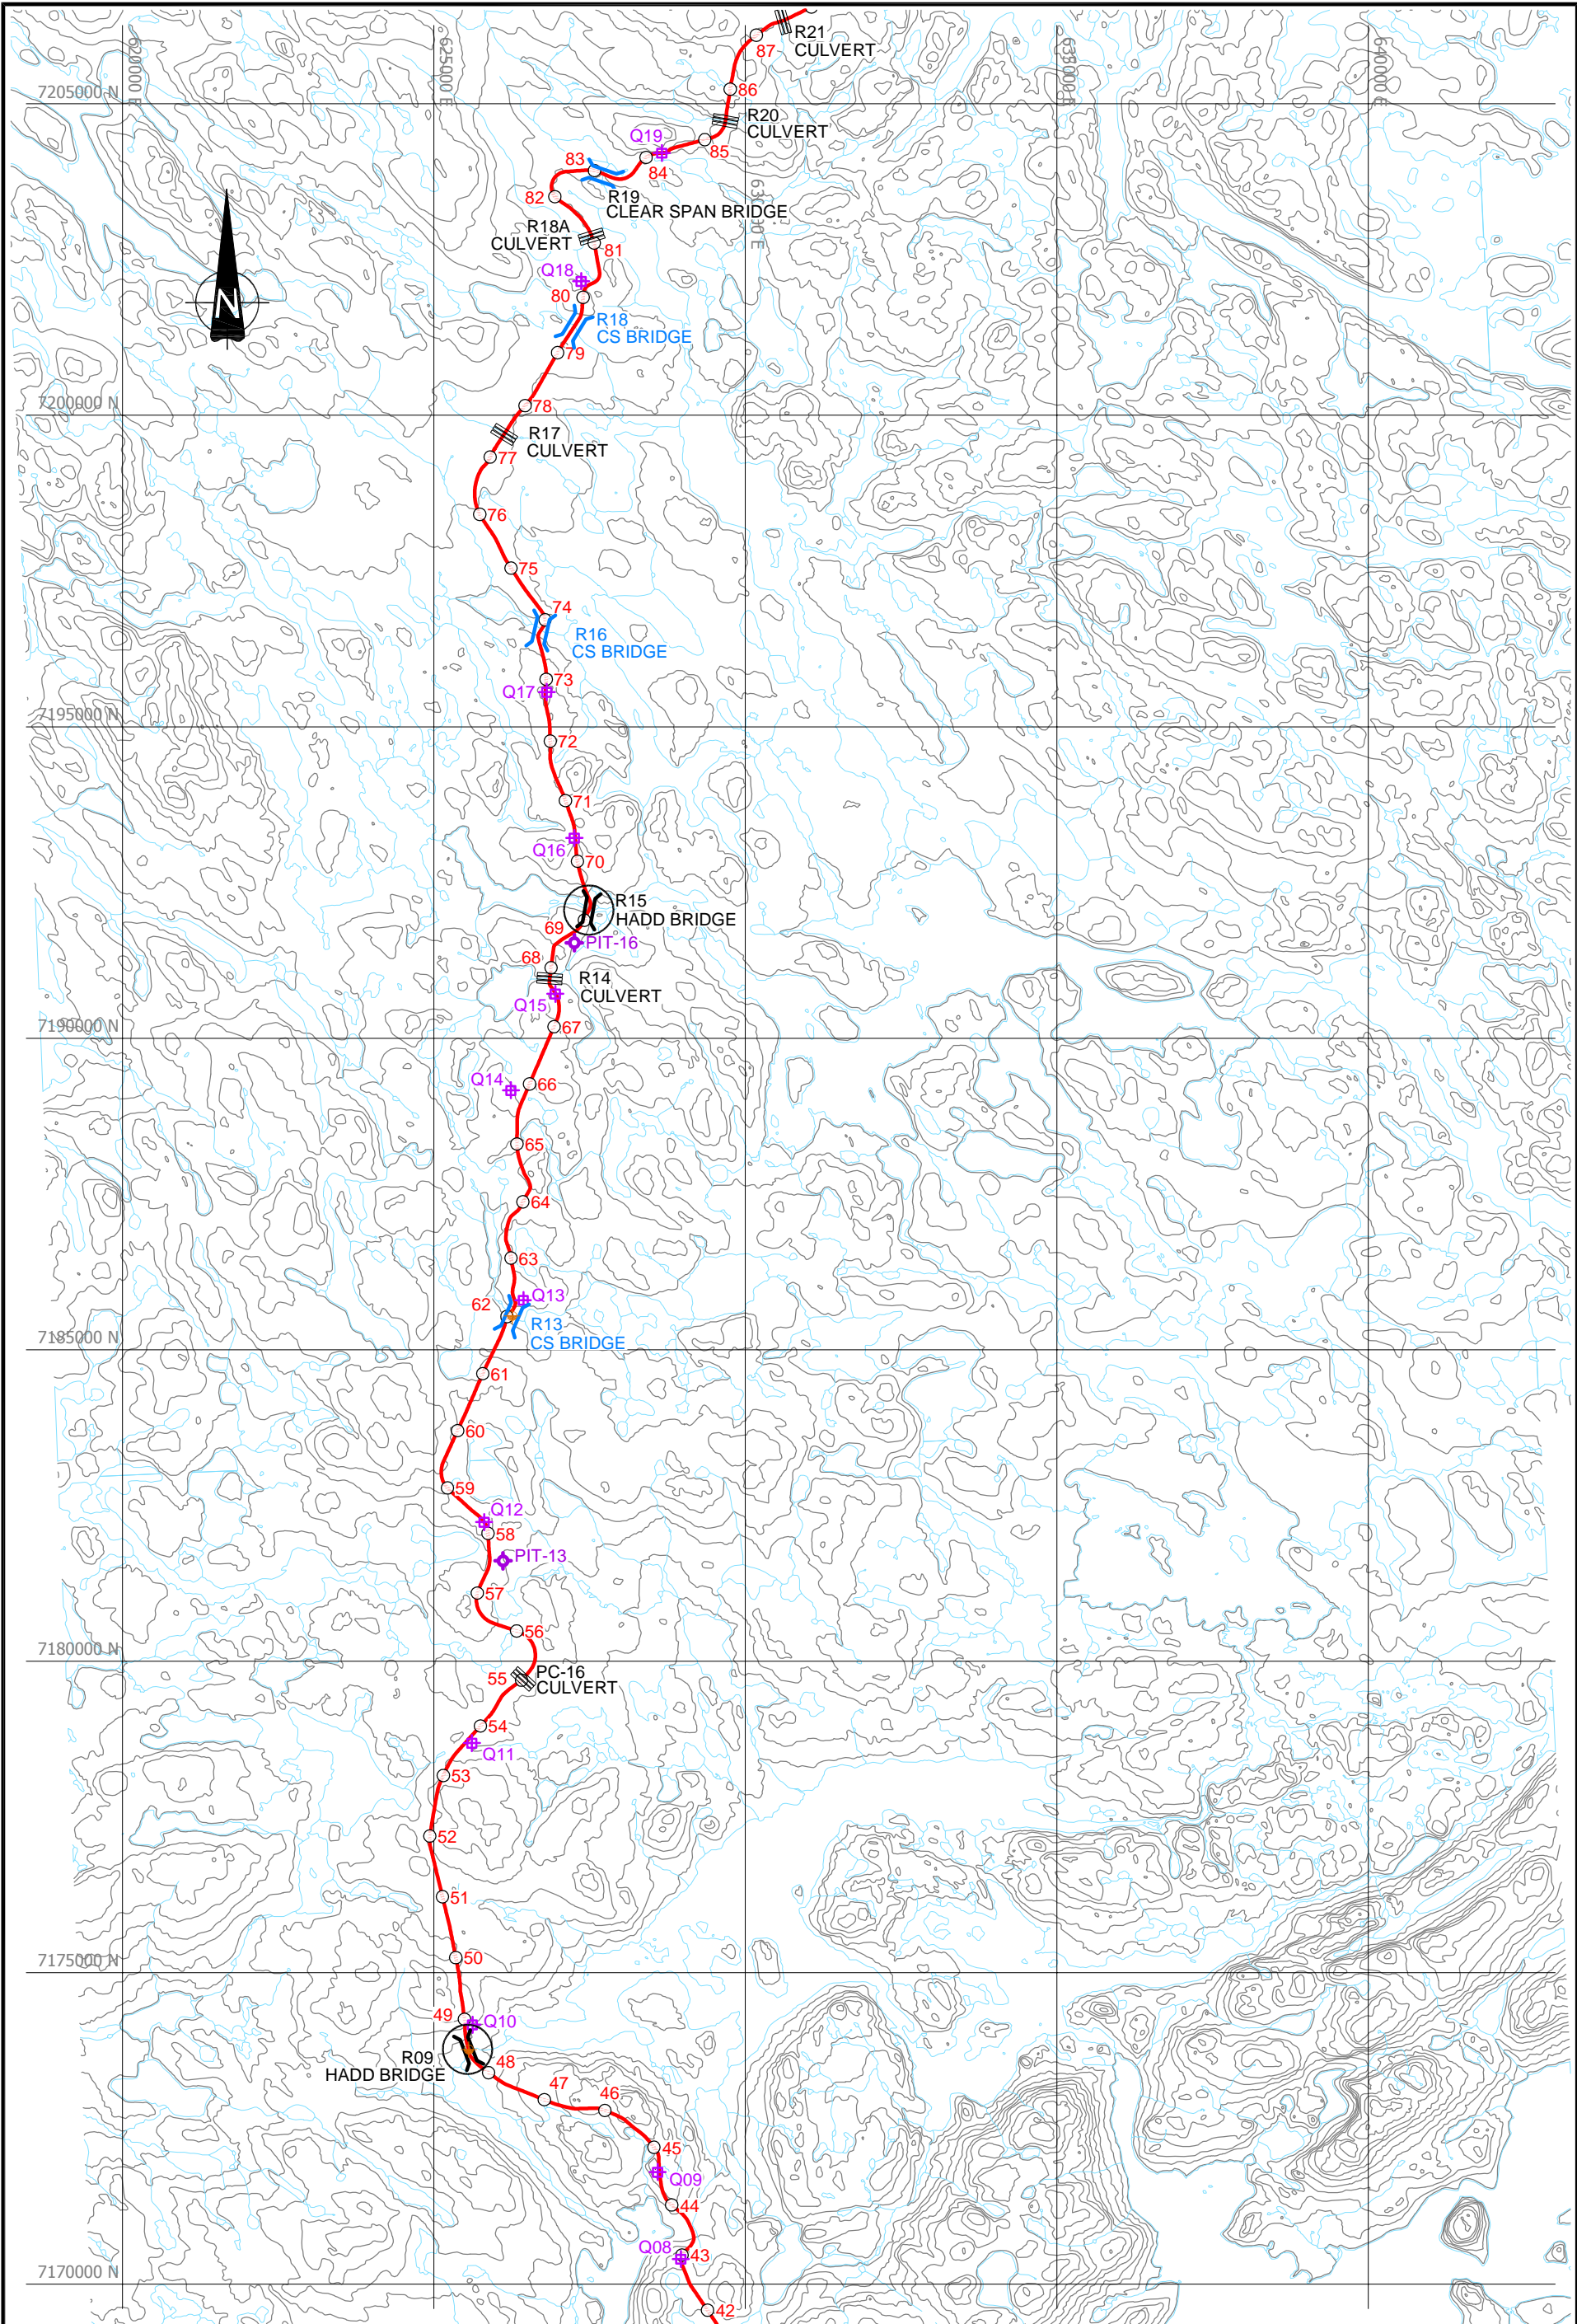 R21
CULVERT
87
620000 E
625000 E
630000 E
635000 E
640000 E
7205000 N
86
R20
CULVERT
85
Q19
84
83
R19
CLEAR SPAN BRIDGE
82
R18A
CULVERT
81
Q18
80
R18
CS BRIDGE
79
N
7200000 N
78
R17
CULVERT
77
76
75
74
R16
CS BRIDGE
73
Q17
7195000 N
72
71
Q16
70
R15
HADD BRIDGE
69
PIT-16
68
R14
CULVERT
Q15
7190000 N
67
66
Q14
65
64
63
Q13
62
R13
CS BRIDGE
7185000 N
61
60
59
Q12
58
PIT-13
57
56
7180000 N
55
PC-16
CULVERT
54
Q11
53
52
51
50
7175000 N
49
Q10
R09
HADD BRIDGE
48
47
46
45
Q09
44
Q08
43
7170000 N
42